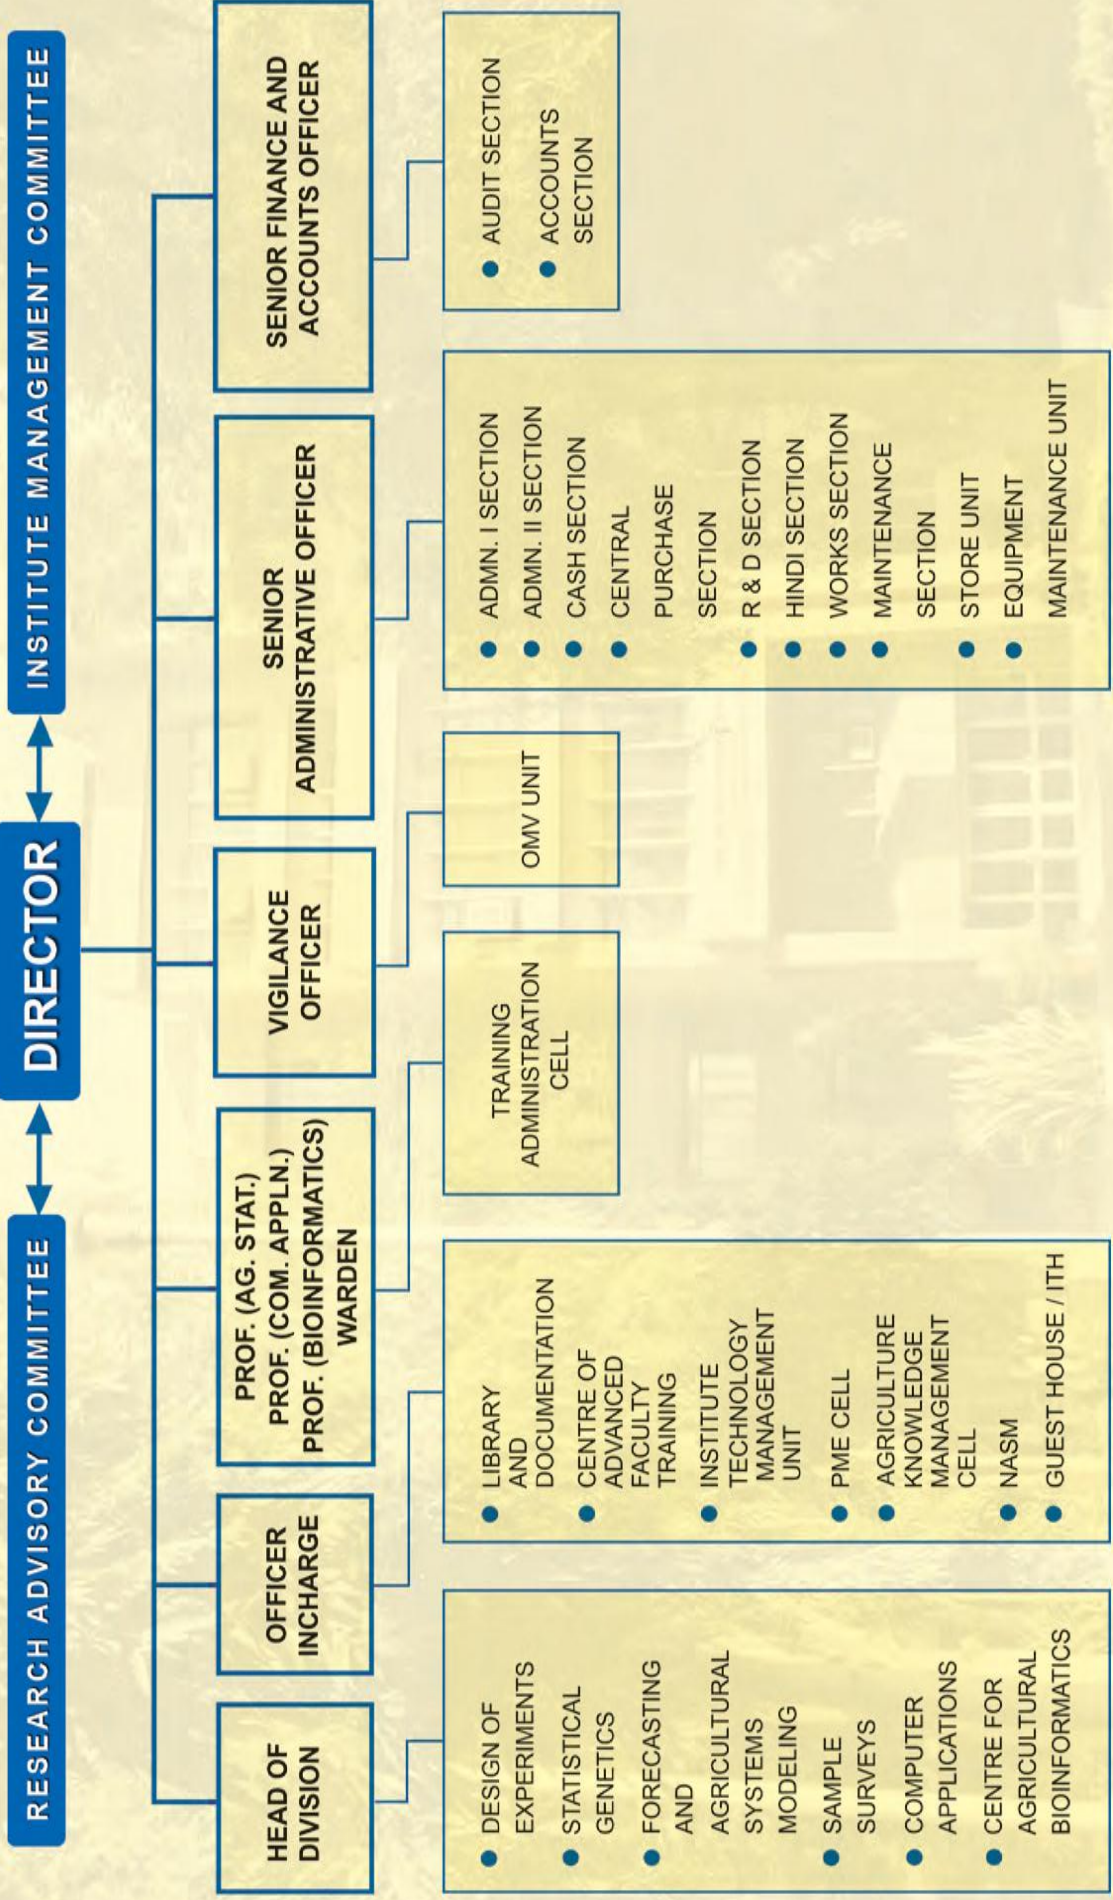 RESEARCH ADVISORY COMMITTEE
DIRECTOR
INSTITUTE MANAGEMENT COMMITTEE
HEAD OF
DIVISION
OFFICER
INCHARGE
PROF. (AG. STAT.)
PROF. (COM. APPLN.)
PROF. (BIOINFORMATICS)
WARDEN
VIGILANCE
OFFICER
SENIOR
ADMINISTRATIVE OFFICER
SENIOR FINANCE AND
ACCOUNTS OFFICER
● DESIGN OF
EXPERIMENTS
● STATISTICAL
GENETICS
● FORECASTING
AND
AGRICULTURAL
SYSTEMS
MODELING
● SAMPLE
SURVEYS
● COMPUTER
APPLICATIONS
● CENTRE FOR
AGRICULTURAL
BIOINFORMATICS
● LIBRARY
AND
DOCUMENTATION
● CENTRE OF
ADVANCED
FACULTY
TRAINING
● INSTITUTE
TECHNOLOGY
MANAGEMENT
UNIT
● PME CELL
● AGRICULTURE
KNOWLEDGE
MANAGEMENT
CELL
● NASM
● GUEST HOUSE / ITH
TRAINING
ADMINISTRATION
CELL
OMV UNIT
● ADMN. I SECTION
● ADMN. II SECTION
● CASH SECTION
● CENTRAL
PURCHASE
SECTION
● R & D SECTION
● HINDI SECTION
● WORKS SECTION
● MAINTENANCE
SECTION
● STORE UNIT
● EQUIPMENT
MAINTENANCE UNIT
● AUDIT SECTION
● ACCOUNTS
SECTION